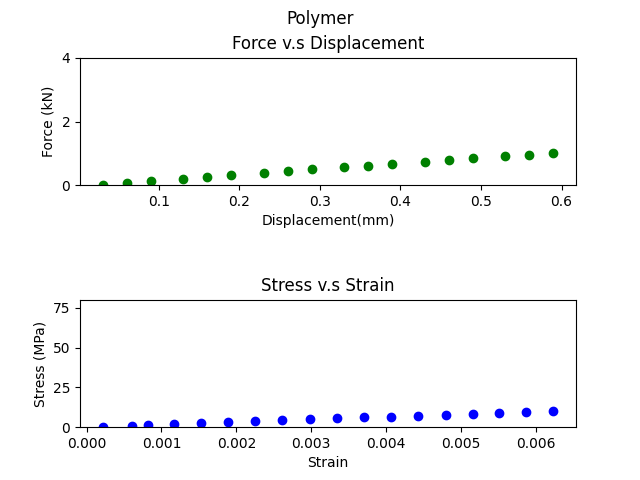 Polymer
Force v.s Displacement
4
2
0
Force (kN)
0.1 0.2 0.3 0.4 0.5 0.6
Displacement(mm)
Stress v.s Strain
75
50
25
0
Stress (MPa)
0.000 0.001 0.002 0.003 0.004 0.005 0.006
Strain